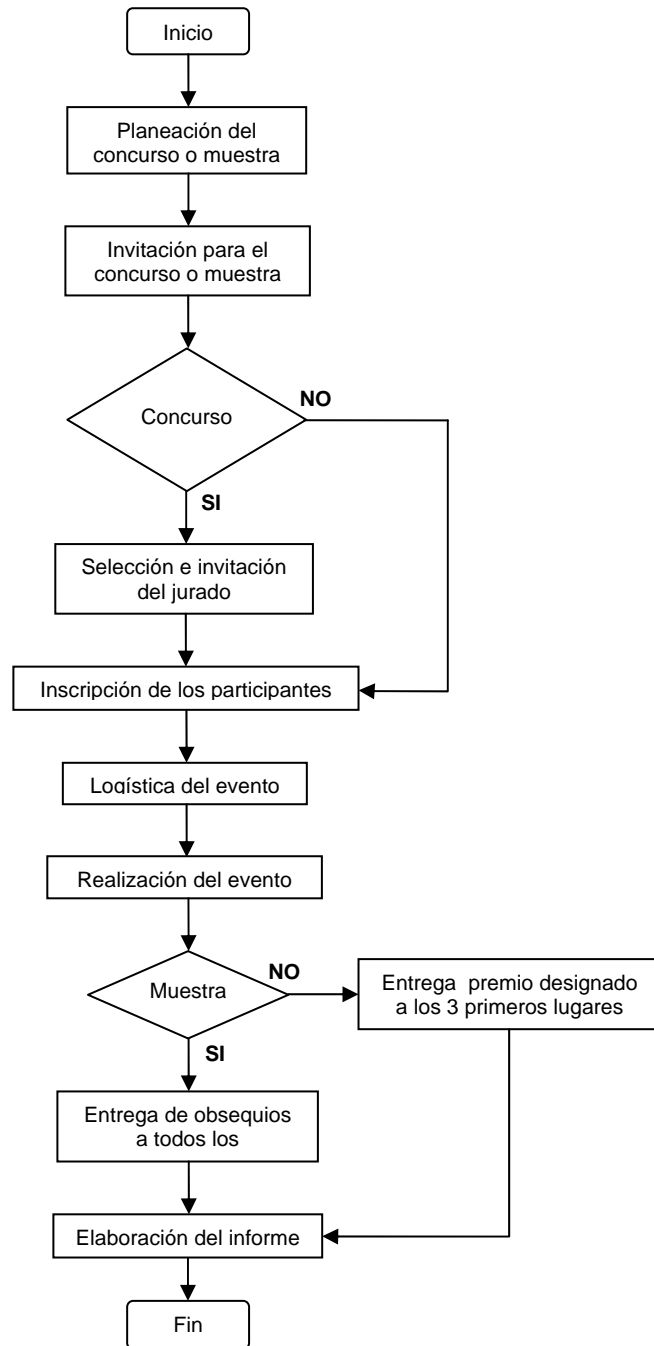 Inicio
Planeación del
concurso o muestra
Invitación para el
concurso o muestra
Concurso
NO
SI
Selección e invitación
del jurado
Inscripción de los participantes
Logística del evento
Realización del evento
Muestra
NO
Entrega premio designado
a los 3 primeros lugares
SI
Entrega de obsequios
a todos los
Elaboración del informe
Fin